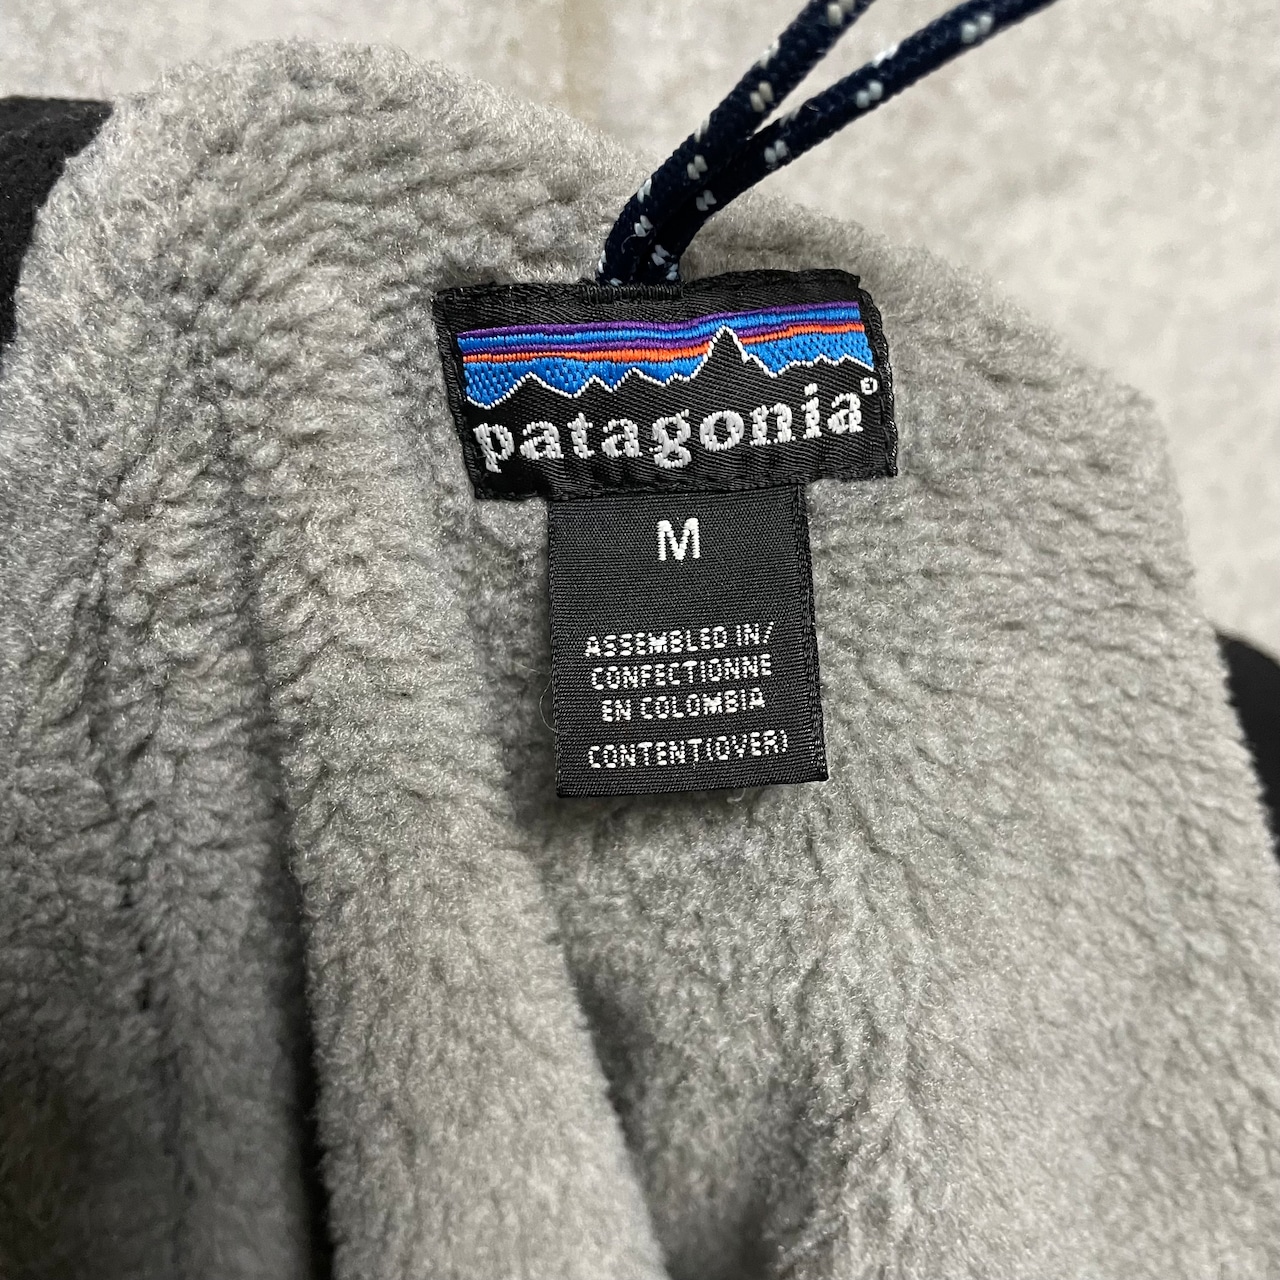 patagonia®
M
ASSEMBLED IN/
CONFECTIONNE
EN COLOMBIA
CONTENT(OVER)